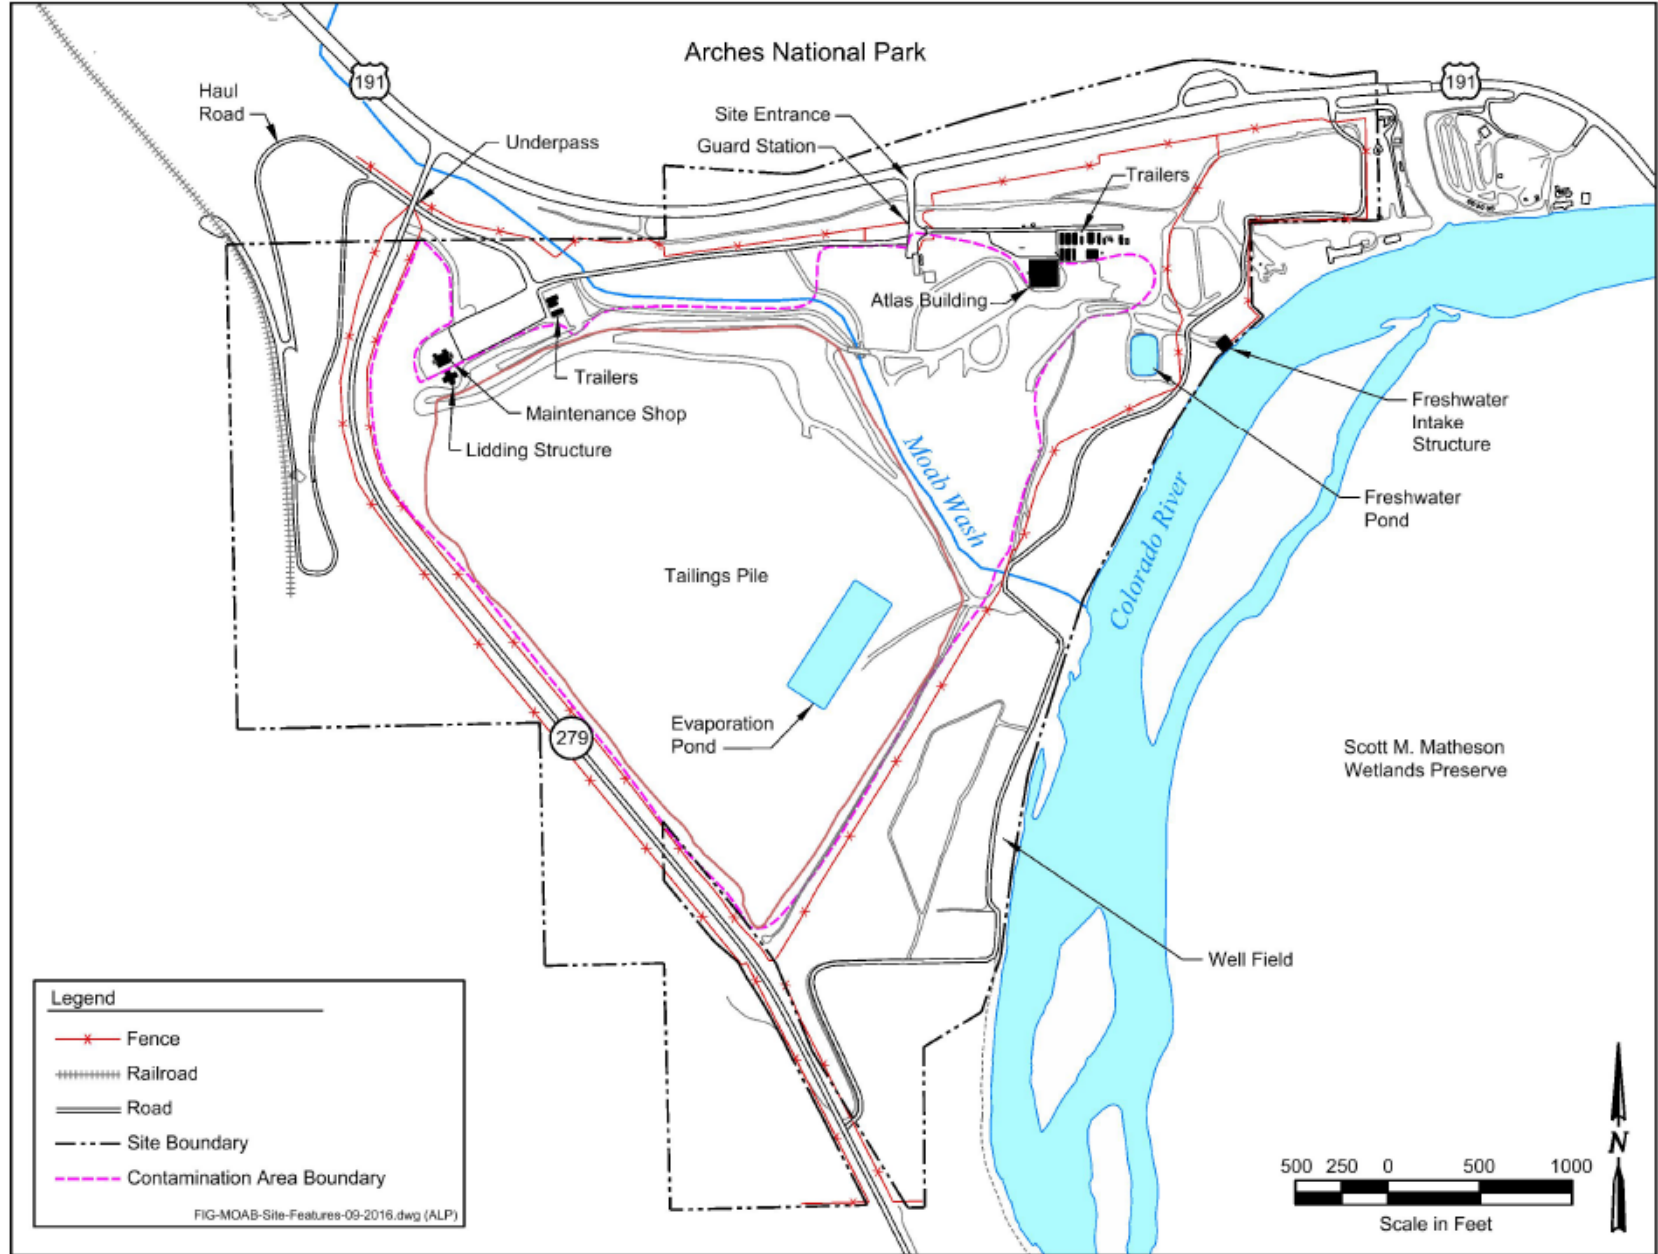 Arches National Park
191
191
Haul
Road
Site Entrance
Underpass
Guard Station
Trailers
Atlas Building
Trailers
Maintenance Shop
Lidding Structure
Freshwater
Intake
Structure
Moab Wash
Colorado River
Freshwater
Pond
Tailings Pile
Evaporation
Pond
279
Scott M. Matheson
Wetlands Preserve
Well Field
Legend
Fence
Railroad
Road
Site Boundary
Contamination Area Boundary
FIG-MOAB-Site-Features-09-2016.dwg (ALP)
N
500 250 0 500 1000
Scale in Feet